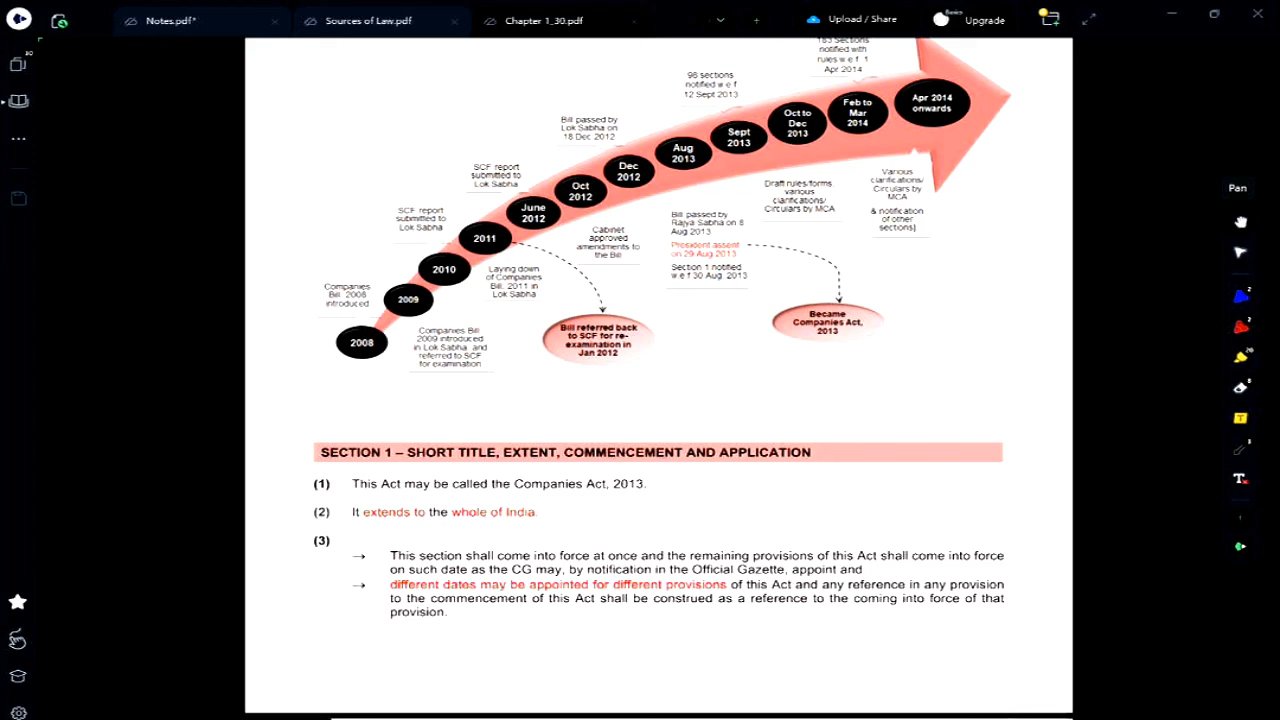 Notes.pdf*
Sources of Law.pdf
Chapter 1_30.pdf
Upload / Share
Basics
Upgrade
183 Sections
notified with
rules w e f 1
Apr 2014
98 sections
notified w e f
12 Sept 2013
Bill passed by
Lok Sabha on
18 Dec 2012
SCF report
submitted to
Lok Sabha
SCF report
submitted to
Lok Sabha
Companies
Bill, 2008
introduced
2008
2009
2010
2011
June
2012
Oct
2012
Dec
2012
Aug
2013
Sept
2013
Oct to
Dec
2013
Feb to
Mar
2014
Apr 2014
onwards
Companies Bill
2009 introduced
in Lok Sabha and
referred to SCF
for examination
Laying down
of Companies
Bill, 2011 in
Lok Sabha
Cabinet
approved
amendments to
the Bill
Bill passed by
Rajya Sabha on 8
Aug 2013
President assent
on 29 Aug 2013
Section 1 notified
w.e.f 30 Aug. 2013
Draft rules/forms,
various
clarifications/
Circulars by MCA
Various
clarifications/
Circulars by
MCA
& notification
of other
sections)
Bill referred back
to SCF for re-
examination in
Jan 2012
Became
Companies Act,
2013
SECTION 1 – SHORT TITLE, EXTENT, COMMENCEMENT AND APPLICATION
(1) This Act may be called the Companies Act, 2013.
(2) It extends to the whole of India.
(3)
→ This section shall come into force at once and the remaining provisions of this Act shall come into force
on such date as the CG may, by notification in the Official Gazette, appoint and
→ different dates may be appointed for different provisions of this Act and any reference in any provision
to the commencement of this Act shall be construed as a reference to the coming into force of that
provision.
Pan